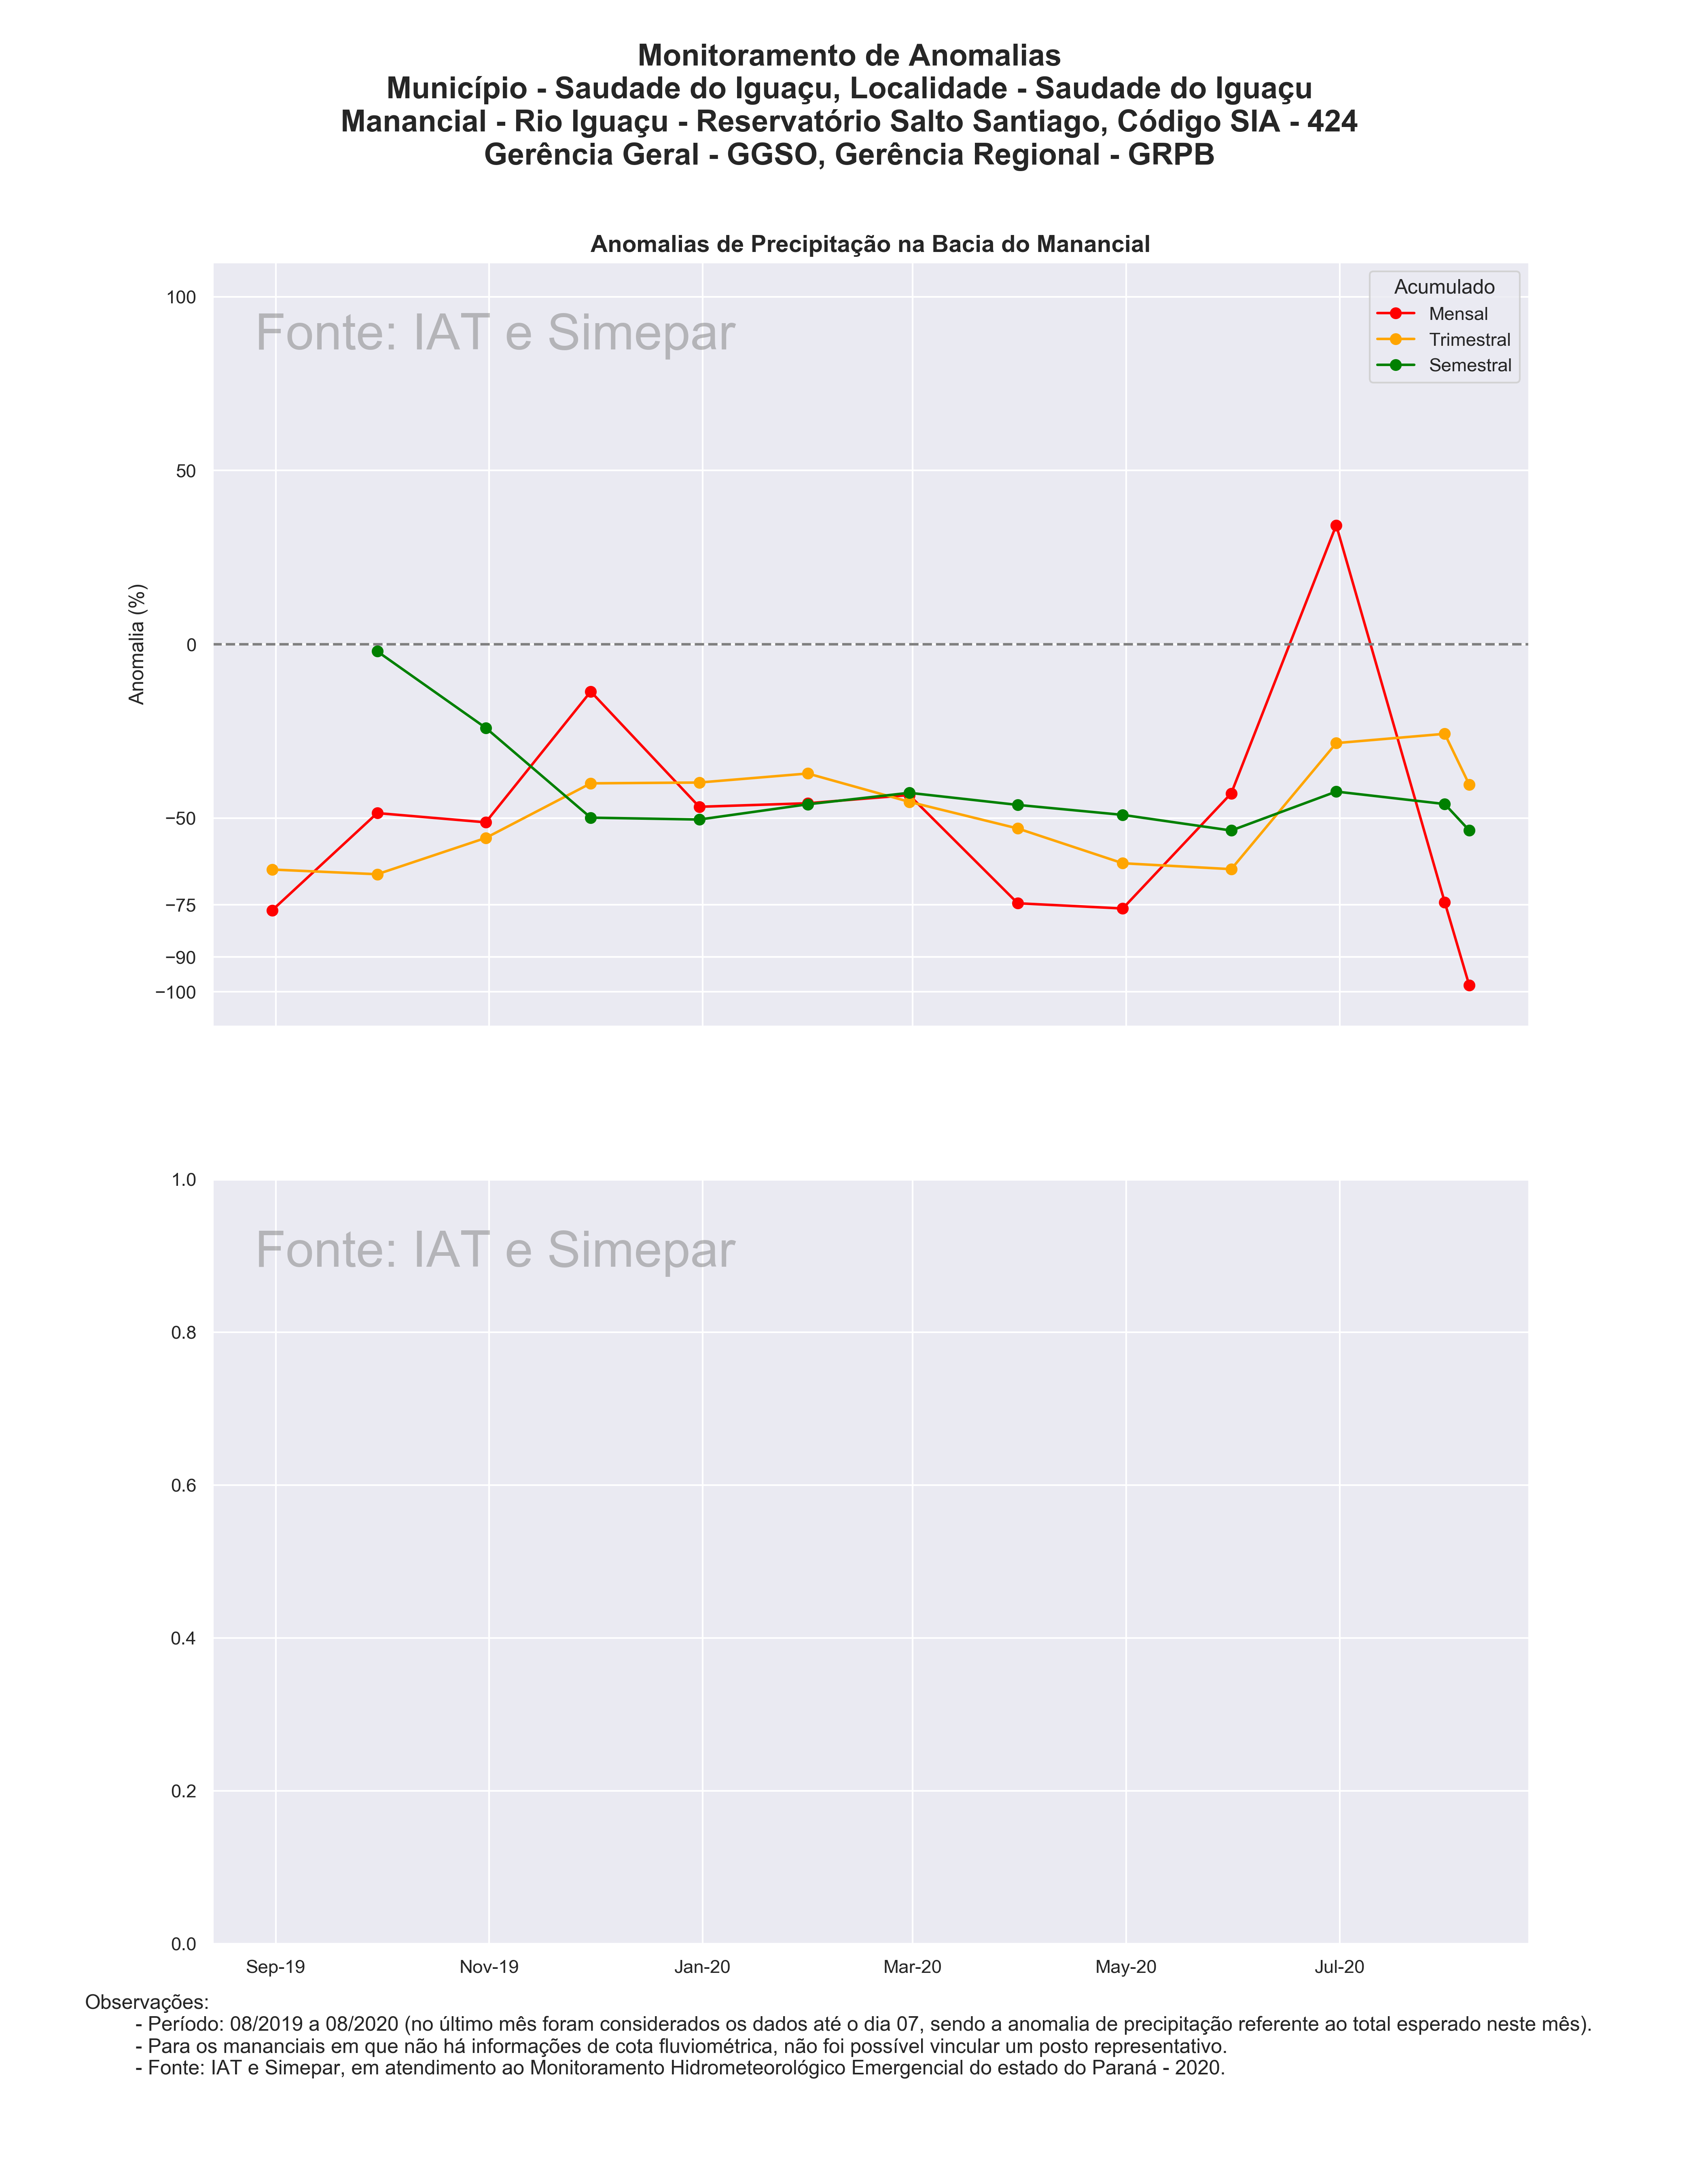 Monitoramento de Anomalias
Município - Saudade do Iguaçu, Localidade - Saudade do Iguaçu
Manancial - Rio Iguaçu - Reservatório Salto Santiago, Código SIA - 424
Gerência Geral - GGSO, Gerência Regional - GRPB
Anomalias de Precipitação na Bacia do Manancial
Fonte: IAT e Simepar
Acumulado
Mensal
Trimestral
Semestral
Anomalia (%)
100
50
0
−50
−75
−90
−100
Fonte: IAT e Simepar
1.0
0.8
0.6
0.4
0.2
0.0
Sep-19 Nov-19 Jan-20 Mar-20 May-20 Jul-20
Observações:
- Período: 08/2019 a 08/2020 (no último mês foram considerados os dados até o dia 07, sendo a anomalia de precipitação referente ao total esperado neste mês).
- Para os mananciais em que não há informações de cota fluviométrica, não foi possível vincular um posto representativo.
- Fonte: IAT e Simepar, em atendimento ao Monitoramento Hidrometeorológico Emergencial do estado do Paraná - 2020.